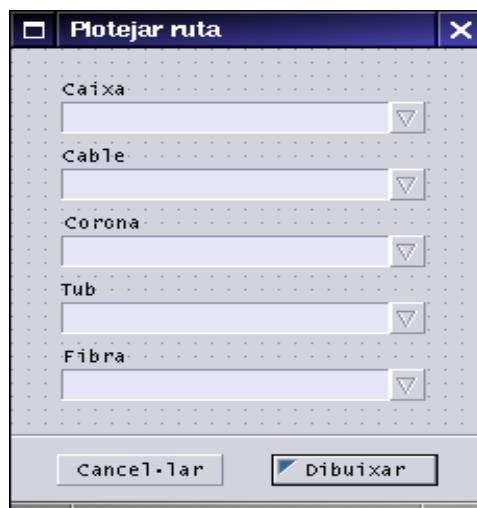 Plotejar ruta
Caixa
Cable
Corona
Tub
Fibra
Cancel·lar Dibuixar